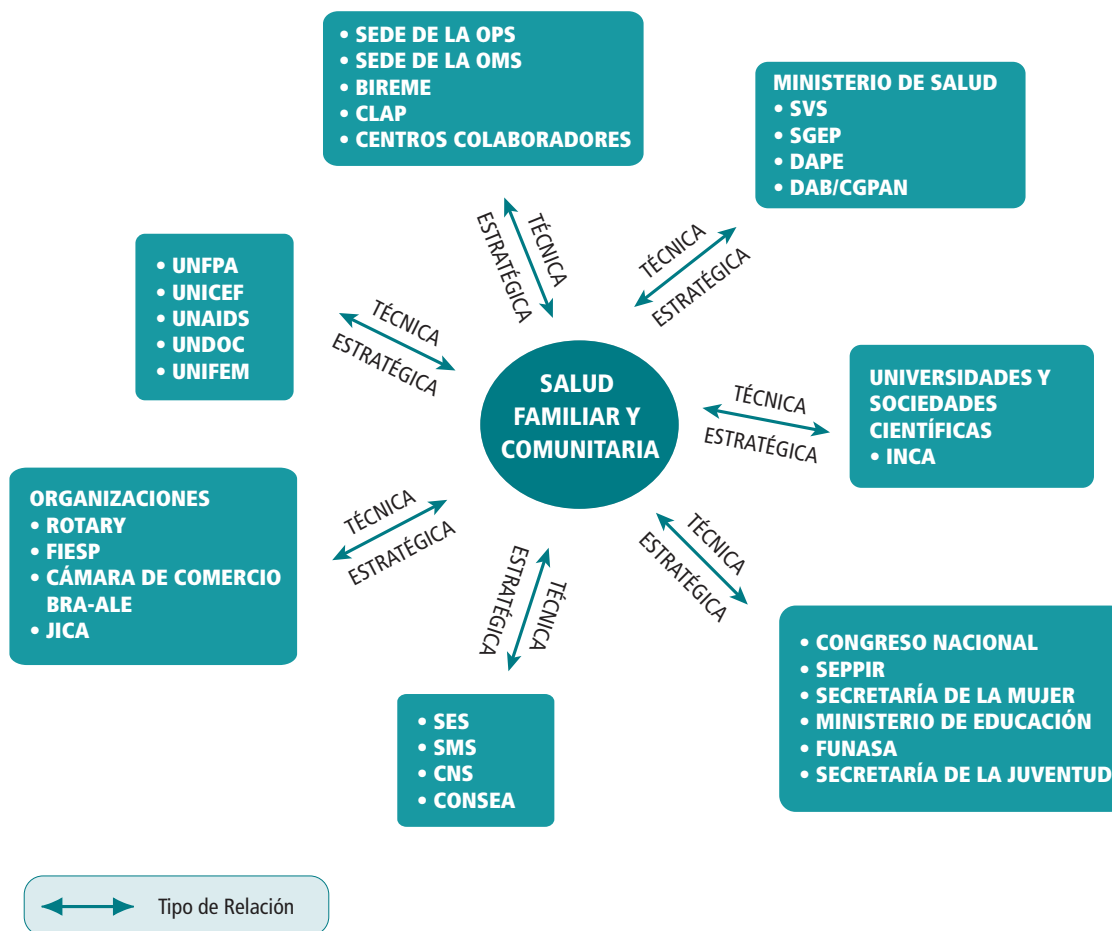 • SEDE DE LA OPS
• SEDE DE LA OMS
• BIREME
• CLAP
• CENTROS COLABORADORES
MINISTERIO DE SALUD
• SVS
• SGEP
• DAPE
• DAB/CGPAN
• UNFPA
• UNICEF
• UNAIDS
• UNDOC
• UNIFEM
TÉCNICA
ESTRATÉGICA
TÉCNICA
ESTRATÉGICA
TÉCNICA
ESTRATÉGICA
SALUD
FAMILIAR Y
COMUNITARIA
TÉCNICA
ESTRATÉGICA
UNIVERSIDADES Y
SOCIEDADES
CIENTÍFICAS
• INCA
ORGANIZACIONES
• ROTARY
• FIESP
• CÁMARA DE COMERCIO
BRA-ALE
• JICA
TÉCNICA
ESTRATÉGICA
ESTRATÉGICA
TÉCNICA
TÉCNICA
ESTRATÉGICA
• SES
• SMS
• CNS
• CONSEA
• CONGRESO NACIONAL
• SEPPIR
• SECRETARÍA DE LA MUJER
• MINISTERIO DE EDUCACIÓN
• FUNASA
• SECRETARÍA DE LA JUVENTUD
Tipo de Relación